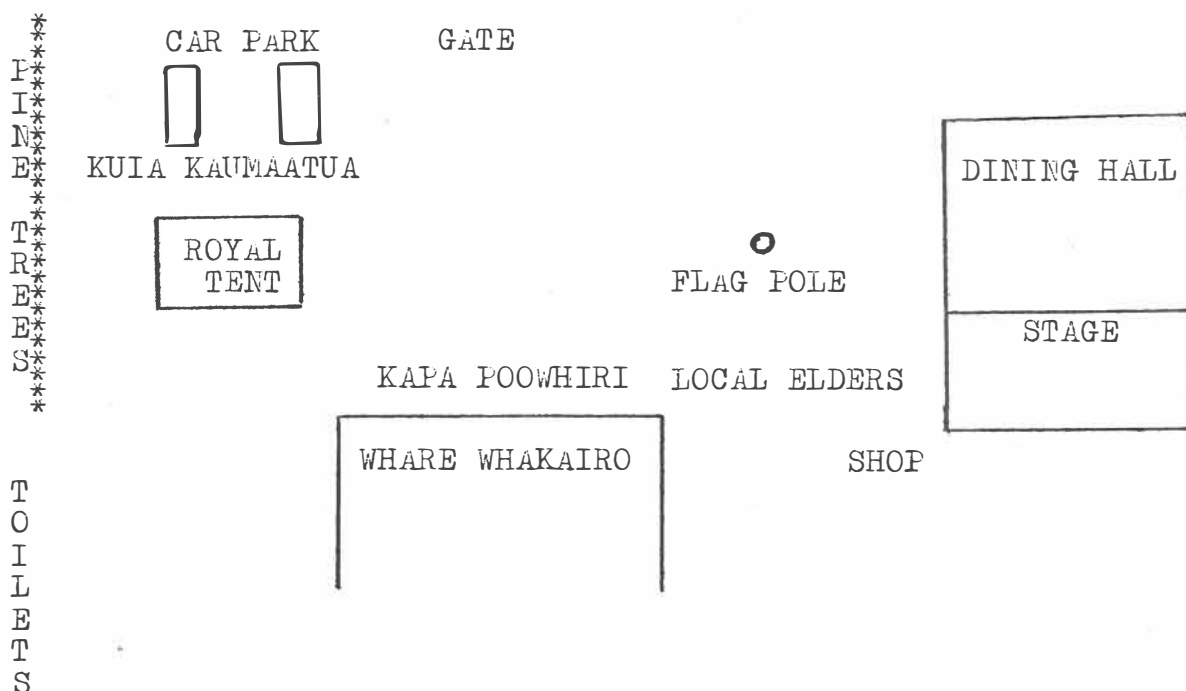 CAR PARK
GATE
PINE TREES
KUIA KAUMAATUA
DINING HALL
ROYAL
TENT
FLAG POLE
STAGE
KAPA POOWHIRI
LOCAL ELDERS
WHARE WHAKAIRO
SHOP
TOILETS